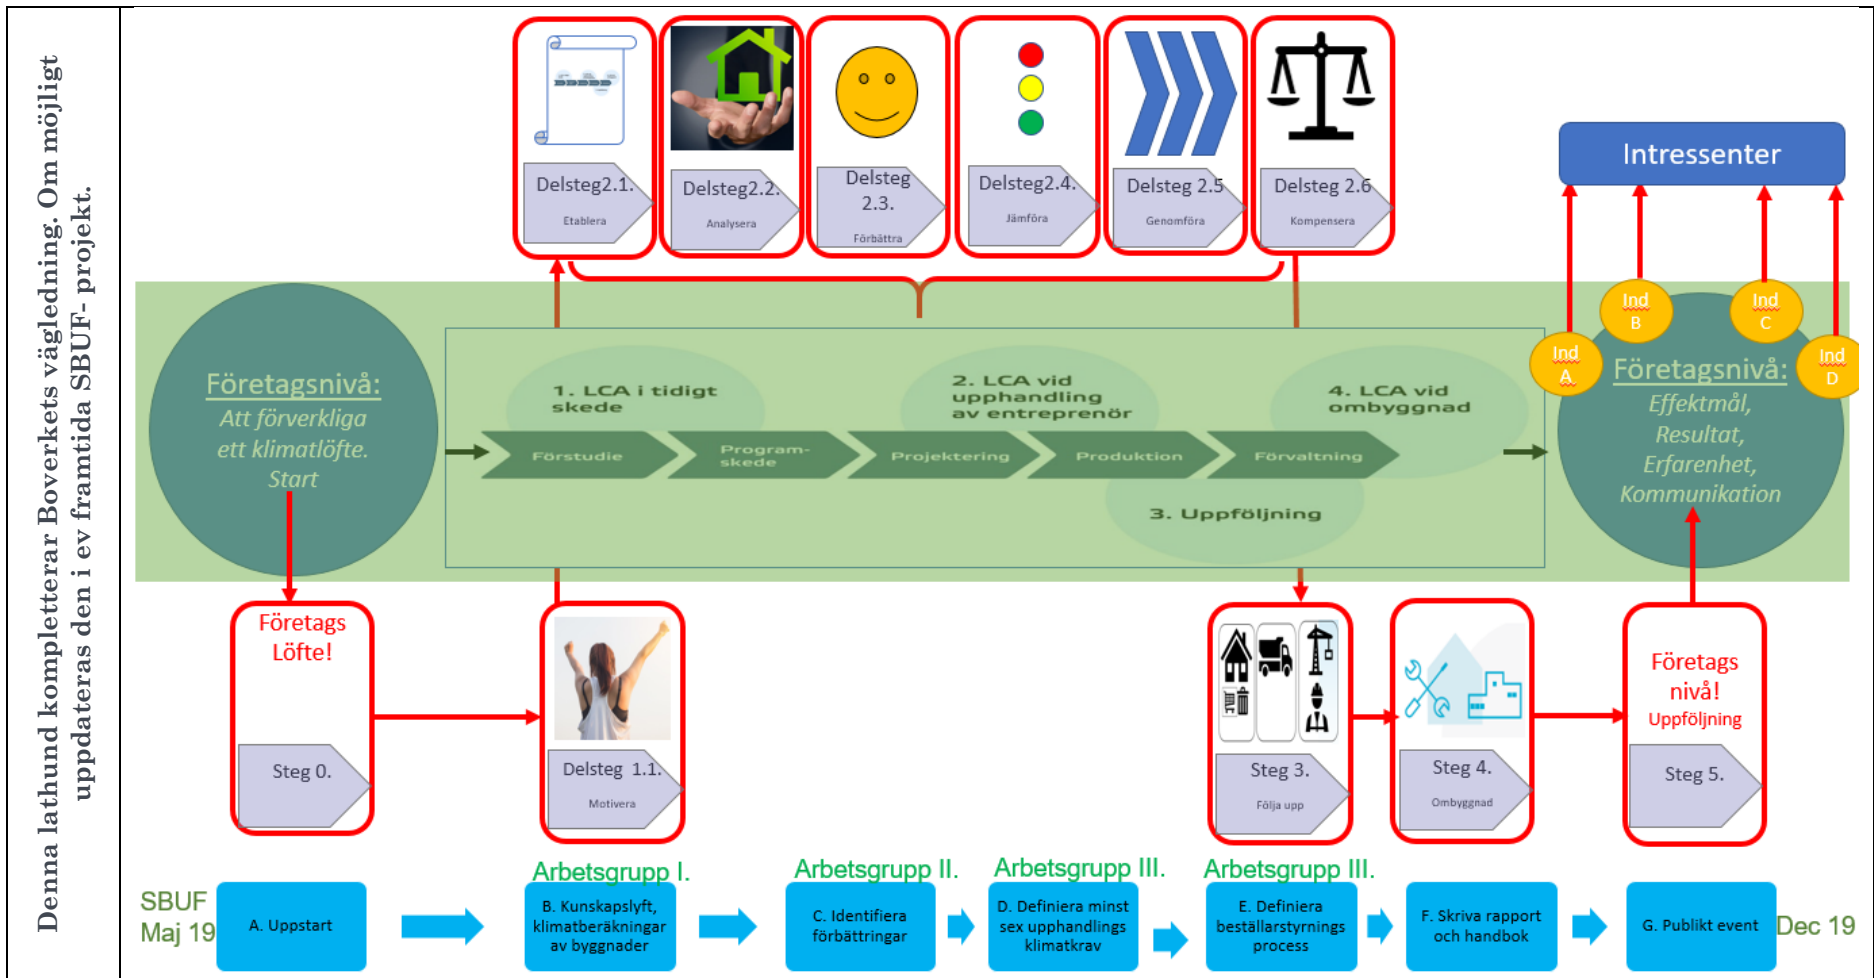 Denna lathund kompletterar Boverkets vägledning. Om möjligt
uppdateras den i ev framtida SBUF- projekt.
Delsteg2.1.
Etablera
Delsteg2.2.
Analysera
Delsteg
2.3.
Förbättra
Delsteg2.4.
Jämföra
Delsteg 2.5
Genomföra
Delsteg 2.6
Kompensera
Intressenter
Ind
A
Ind
B
Ind
C
Ind
D
Företagsnivå:
Att förverkliga
ett klimatlöfte.
Start
1. LCA i tidigt
skede
2. LCA vid
upphandling
av entreprenör
4. LCA vid
ombyggnad
Förstudie
Program-
skede
Projektering
Produktion
Förvaltning
3. Uppföljning
Företagsnivå:
Effektmål,
Resultat,
Erfarenhet,
Kommunikation
Företags
Löfte!
Steg 0.
Delsteg 1.1.
Motivera
Steg 3.
Följa upp
Steg 4.
Ombyggnad
Företags
nivå!
Uppföljning
Steg 5.
Arbetsgrupp I.
Arbetsgrupp II.
Arbetsgrupp III.
Arbetsgrupp III.
SBUF
Maj 19
A. Uppstart
B. Kunskapslyft,
klimatberäkningar
av byggnader
C. Identifiera
förbättringar
D. Definiera minst
sex upphandlings
klimatkrav
E. Definiera
beställarstyrnings
process
F. Skriva rapport
och handbok
G. Publikt event
Dec 19